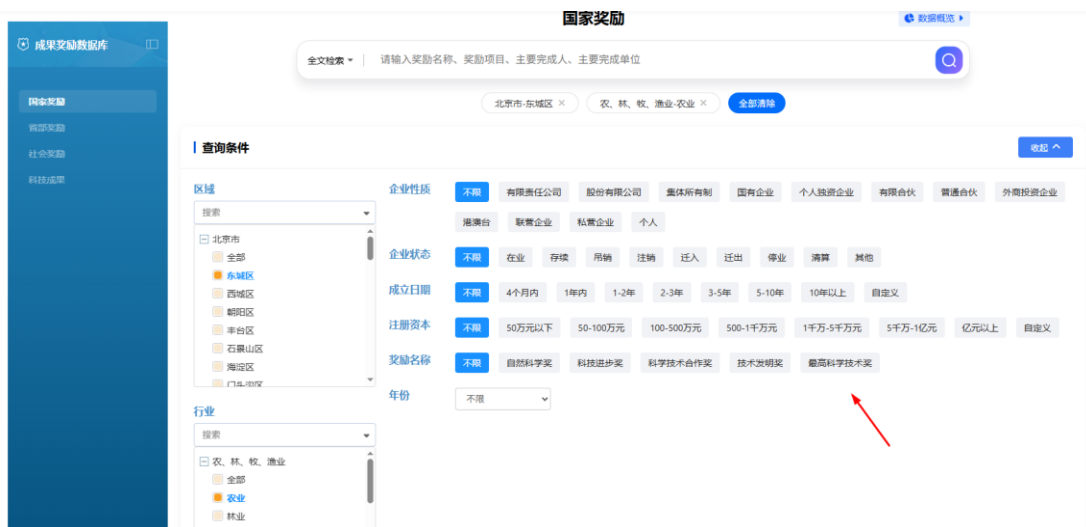 国家奖励
数据概览
成果奖励数据库
全文检索
请输入奖励名称、奖励项目、主要完成人、主要完成单位
北京市-东城区 ×
农、林、牧、渔业-农业 ×
全部清除
国家奖励
省部奖励
社会奖励
科技成果
查询条件
收起
区域
搜索
北京市
全部
东城区
西城区
朝阳区
丰台区
石景山区
海淀区
门头沟区
行业
搜索
农、林、牧、渔业
全部
农业
林业
企业性质 不限 有限责任公司 股份有限公司 集体所有制 国有企业 个人独资企业 有限合伙 普通合伙 外商投资企业
港澳台 联营企业 私营企业 个人
企业状态 不限 在业 存续 吊销 注销 迁入 迁出 停业 清算 其他
成立日期 不限 4个月内 1年内 1-2年 2-3年 3-5年 5-10年 10年以上 自定义
注册资本 不限 50万元以下 50-100万元 100-500万元 500-1千万元 1千万-5千万元 5千万-1亿元 亿元以上 自定义
奖励名称 不限 自然科学奖 科技进步奖 科学技术合作奖 技术发明奖 最高科学技术奖
年份 不限